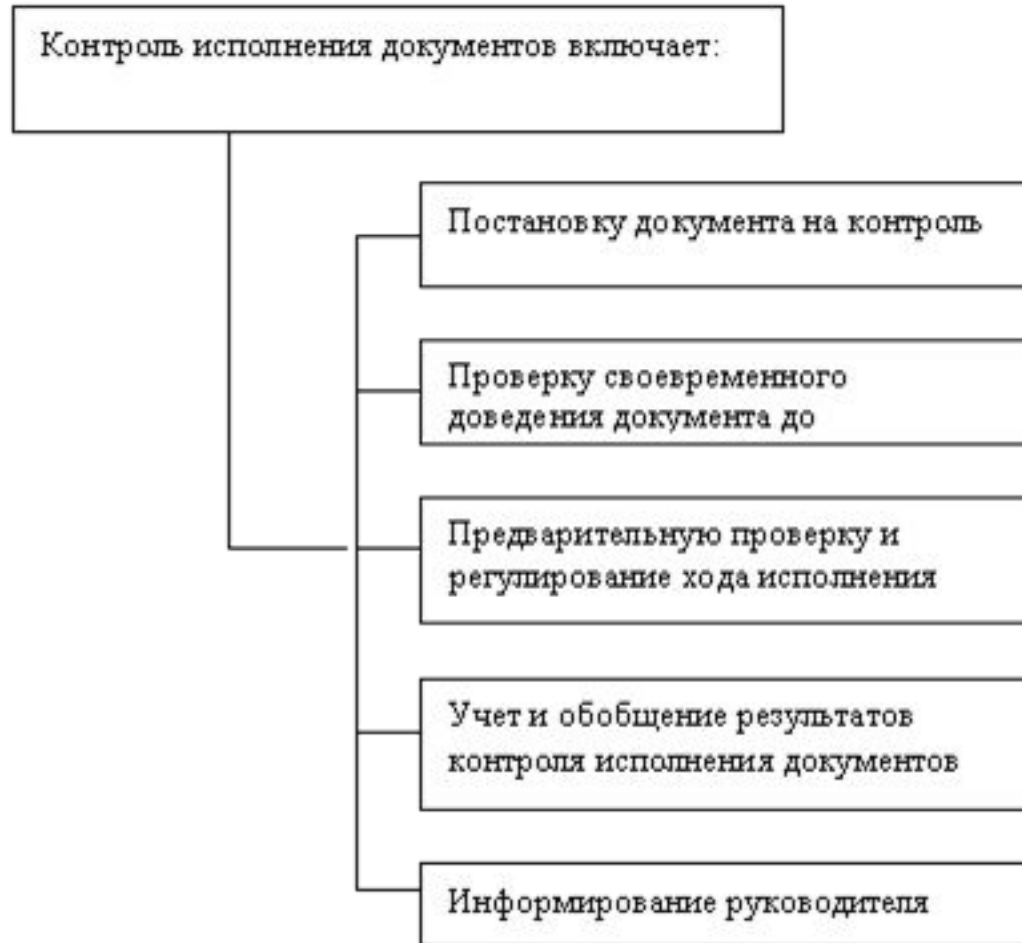 Контроль исполнения документов включает:
Постановку документа на контроль
Проверку своевременного
доведения документа до
Предварительную проверку и
регулирование хода исполнения
Учет и обобщение результатов
контроля исполнения документов
Информирование руководителя